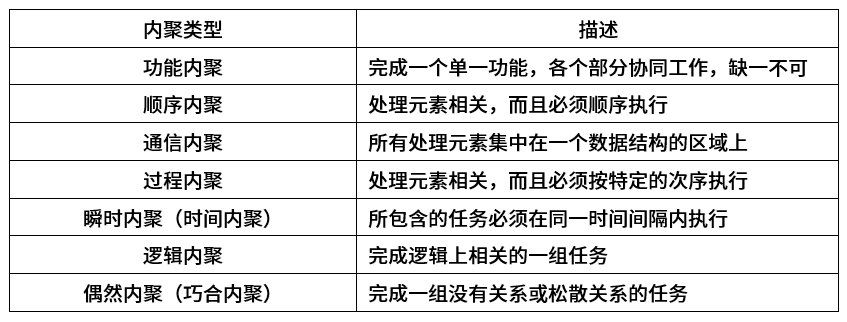 内聚类型 描述
功能内聚 完成一个单一功能，各个部分协同工作，缺一不可
顺序内聚 处理元素相关，而且必须顺序执行
通信内聚 所有处理元素集中在一个数据结构的区域上
过程内聚 处理元素相关，而且必须按特定的次序执行
瞬时内聚（时间内聚） 所包含的任务必须在同一时间间隔内执行
逻辑内聚 完成逻辑上相关的一组任务
偶然内聚（巧合内聚） 完成一组没有关系或松散关系的任务